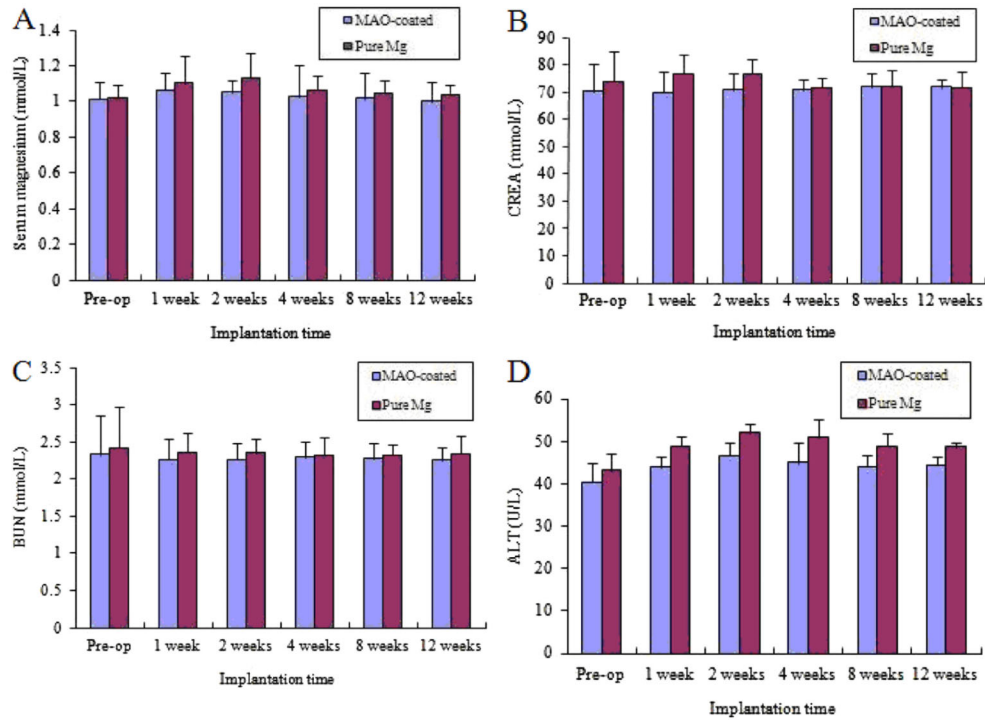 A
MAO-coated
Pure Mg
Serum magnesium (mmol/L)
1.4
1.2
1
0.8
0.6
0.4
0.2
0
Pre-op 1 week 2 weeks 4 weeks 8 weeks 12 weeks
Implantation time
B
MAO-coated
Pure Mg
CREA (mmol/L)
90
80
70
60
50
40
30
20
10
0
Pre-op 1 week 2 weeks 4 weeks 8 weeks 12 weeks
Implantation time
C
MAO-coated
Pure Mg
BUN (mmol/L)
3.5
3
2.5
2
1.5
1
0.5
0
Pre-op 1 week 2 weeks 4 weeks 8 weeks 12 weeks
Implantation time
D
MAO-coated
Pure Mg
ALT (U/L)
60
50
40
30
20
10
0
Pre-op 1 week 2 weeks 4 weeks 8 weeks 12 weeks
Implantation time